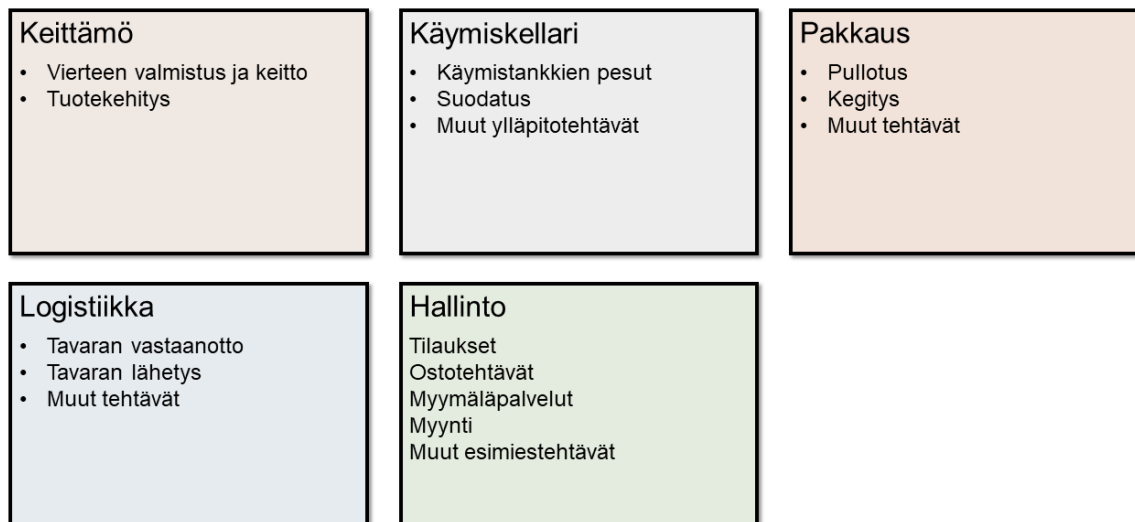 Keittämö
• Vierteen valmistus ja keitto
• Tuotekehitys
Käymiskellari
• Käymistankkien pesut
• Suodatus
• Muut ylläpitotehtävät
Pakkaus
• Pullotus
• Kegitys
• Muut tehtävät
Logistiikka
• Tavaran vastaanotto
• Tavaran lähetys
• Muut tehtävät
Hallinto
Tilaukset
Ostotehtävät
Myymäläpalvelut
Myynti
Muut esimiestehtävät